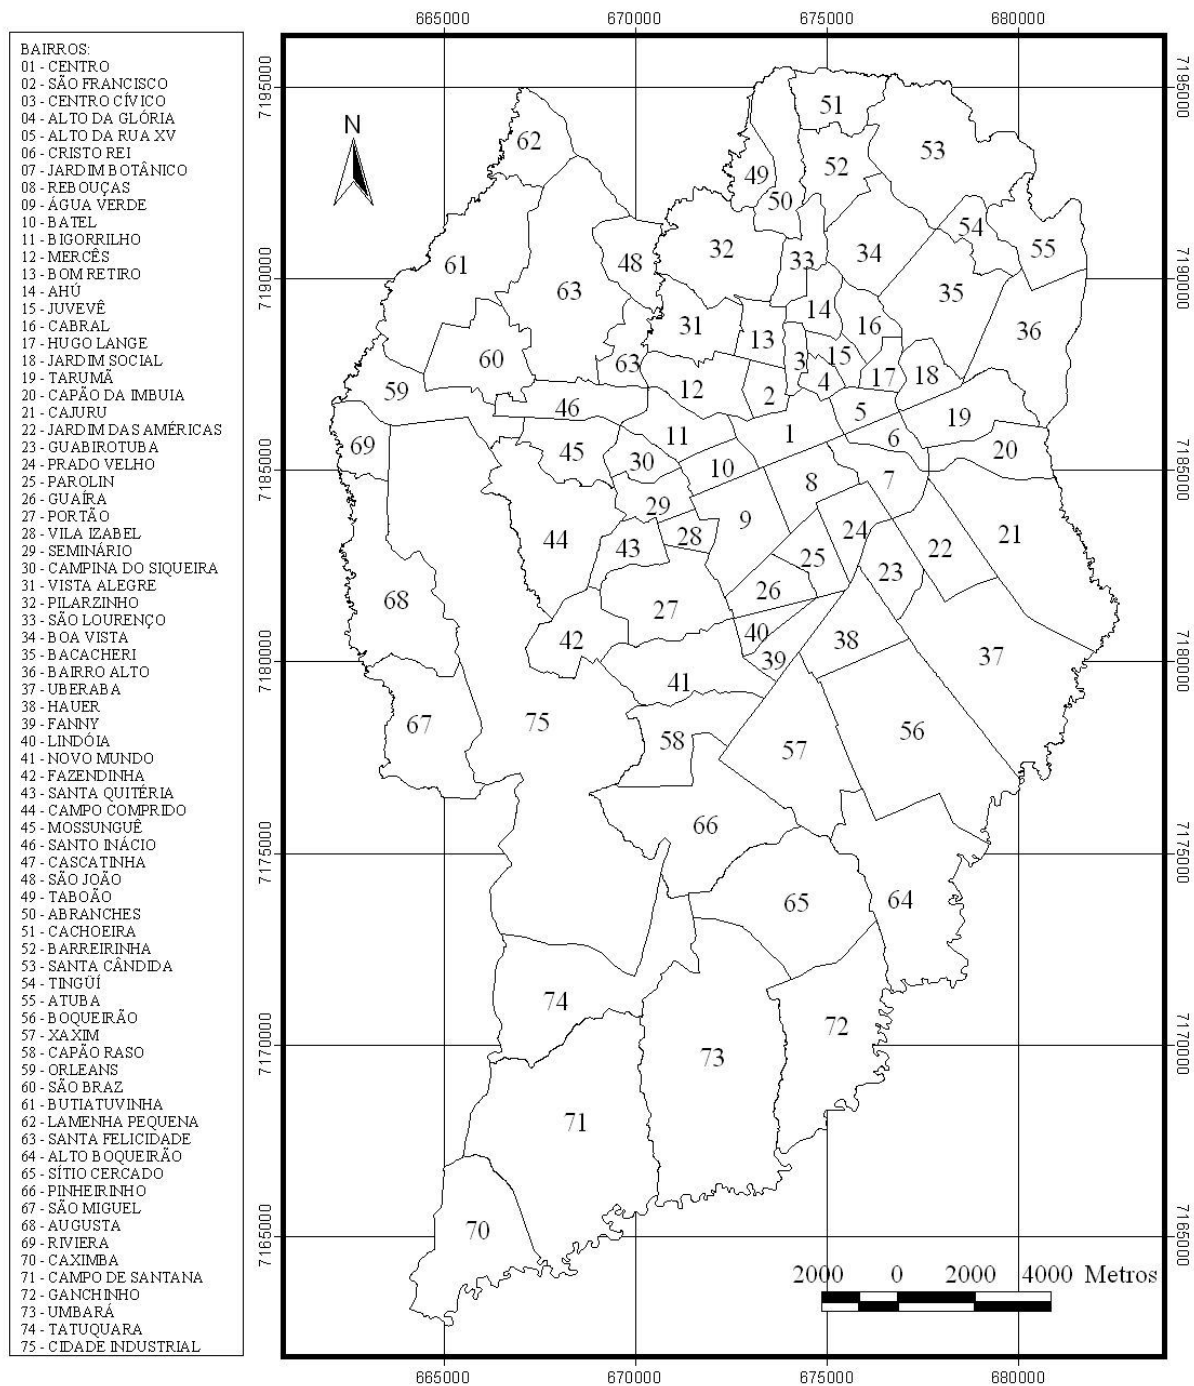 665000 670000 675000 680000
BAIRROS:
01 - CENTRO
02 - SÃO FRANCISCO
03 - CENTRO CÍVICO
04 - ALTO DA GLÓRIA
05 - ALTO DA RUA XV
06 - CRISTO REI
07 - JARDIM BOTÂNICO
08 - REBOUÇAS
09 - ÁGUA VERDE
10 - BATEL
11 - BIGORRILHO
12 - MERCÊS
13 - BOM RETIRO
14 - AHÚ
15 - JUVEVÊ
16 - CABRAL
17 - HUGO LANGE
18 - JARDIM SOCIAL
19 - TARUMÃ
20 - CAPÃO DA IMBUIA
21 - CAJURU
22 - JARDIM DAS AMÉRICAS
23 - GUABIROTUBA
24 - PRADO VELHO
25 - PAROLIN
26 - GUAÍRA
27 - PORTÃO
28 - VILA IZABEL
29 - SEMINÁRIO
30 - CAMPINA DO SIQUEIRA
31 - VISTA ALEGRE
32 - PILARZINHO
33 - SÃO LOURENÇO
34 - BOA VISTA
35 - BACACHERI
36 - BAIRRO ALTO
37 - UBERABA
38 - HAUER
39 - FANNY
40 - LINDÓIA
41 - NOVO MUNDO
42 - FAZENDINHA
43 - SANTA QUITÉRIA
44 - CAMPO COMPRIDO
45 - MOSSUNGUÊ
46 - SANTO INÁCIO
47 - CASCATINHA
48 - SÃO JOÃO
49 - TABOÃO
50 - ABRANCHES
51 - CACHOEIRA
52 - BARREIRINHA
53 - SANTA CÂNDIDA
54 - TINGÜÍ
55 - ATUBA
56 - BOQUEIRÃO
57 - XAXIM
58 - CAPÃO RASO
59 - ORLEANS
60 - SÃO BRAZ
61 - BUTIATUVINHA
62 - LAMENHA PEQUENA
63 - SANTA FELICIDADE
64 - ALTO BOQUEIRÃO
65 - SÍTIO CERCADO
66 - PINHEIRINHO
67 - SÃO MIGUEL
68 - AUGUSTA
69 - RIVIERA
70 - CAXIMBA
71 - CAMPO DE SANTANA
72 - GANCHINHO
73 - UMBARÁ
74 - TATUQUARA
75 - CIDADE INDUSTRIAL
7195000
7190000
7185000
7180000
7175000
7170000
7165000
N
51
62
53
52
49
50
54
32
55
34
61
48
33
63
35
14
31
16
36
13
15
60
3
63
18
17
4
59
12
2
19
46
5
11
1
6
69
45
20
30
10
8
7
29
9
24
21
28
44
43
22
25
23
26
68
27
40
42
38
37
39
41
67
75
56
58
57
66
64
65
74
72
73
71
70
7195000
7190000
7185000
7180000
7175000
7170000
7165000
2000 0 2000 4000 Metros
665000 670000 675000 680000